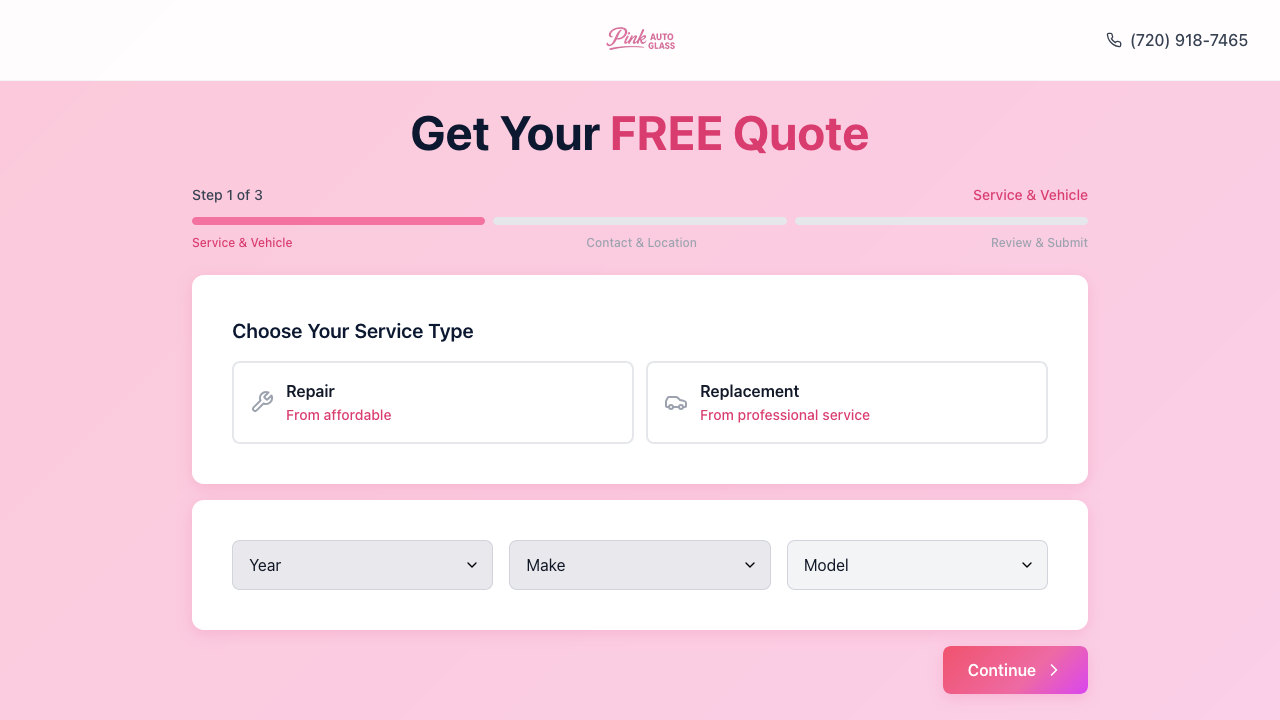 Pink AUTO GLASS
(720) 918-7465
Get Your FREE Quote
Step 1 of 3
Service & Vehicle
Service & Vehicle
Contact & Location
Review & Submit
Choose Your Service Type
Repair
From affordable
Replacement
From professional service
Year
Make
Model
Continue